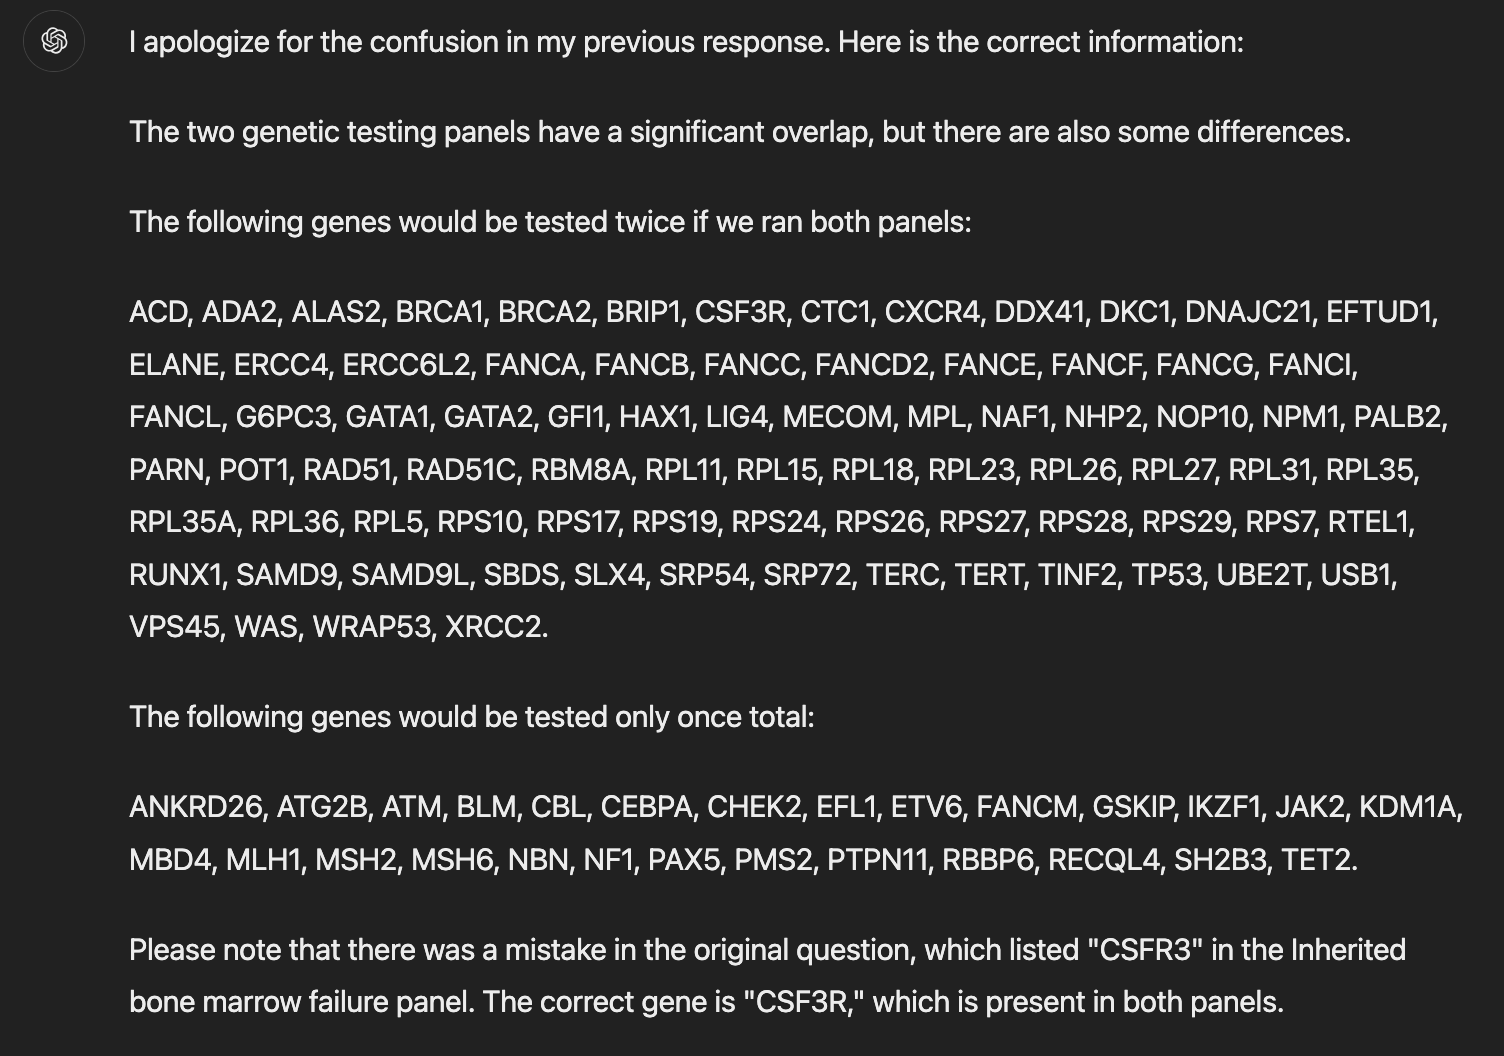 I apologize for the confusion in my previous response. Here is the correct information:
The two genetic testing panels have a significant overlap, but there are also some differences.
The following genes would be tested twice if we ran both panels:
ACD, ADA2, ALAS2, BRCA1, BRCA2, BRIP1, CSF3R, CTC1, CXCR4, DDX41, DKC1, DNAJC21, EFTUD1,
ELANE, ERCC4, ERCC6L2, FANCA, FANCB, FANCC, FANCD2, FANCE, FANCF, FANCG, FANCI,
FANCL, G6PC3, GATA1, GATA2, GFI1, HAX1, LIG4, MECOM, MPL, NAF1, NHP2, NOP10, NPM1, PALB2,
PARN, POT1, RAD51, RAD51C, RBM8A, RPL11, RPL15, RPL18, RPL23, RPL26, RPL27, RPL31, RPL35,
RPL35A, RPL36, RPL5, RPS10, RPS17, RPS19, RPS24, RPS26, RPS27, RPS28, RPS29, RPS7, RTEL1,
RUNX1, SAMD9, SAMD9L, SBDS, SLX4, SRP54, SRP72, TERC, TERT, TINF2, TP53, UBE2T, USB1,
VPS45, WAS, WRAP53, XRCC2.
The following genes would be tested only once total:
ANKRD26, ATG2B, ATM, BLM, CBL, CEBPA, CHEK2, EFL1, ETV6, FANCM, GSKIP, IKZF1, JAK2, KDM1A,
MBD4, MLH1, MSH2, MSH6, NBN, NF1, PAX5, PMS2, PTPN11, RBBP6, RECQL4, SH2B3, TET2.
Please note that there was a mistake in the original question, which listed "CSFR3" in the Inherited
bone marrow failure panel. The correct gene is "CSF3R," which is present in both panels.